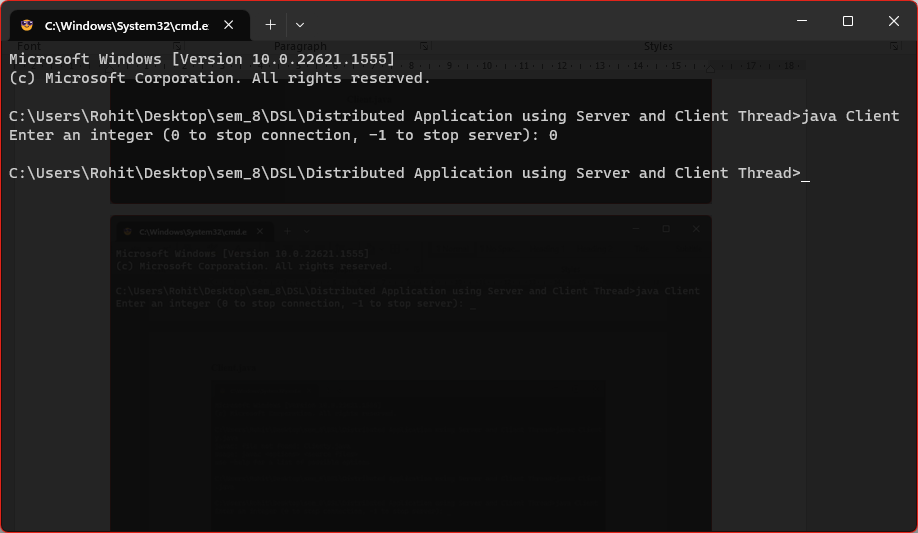 C:\Windows\System32\cmd.e
Font
Paragraph
Styles
Microsoft Windows [Version 10.0.22621.1555]
(c) Microsoft Corporation. All rights reserved.
C:\Users\Rohit\Desktop\sem_8\DSL\Distributed Application using Server and Client Thread>java Client
Enter an integer (0 to stop connection, -1 to stop server): 0
C:\Users\Rohit\Desktop\sem_8\DSL\Distributed Application using Server and Client Thread>_
C:\Windows\System32\cmd.e
Microsoft Windows [Version 10.0.22621.1555]
(c) Microsoft Corporation. All rights reserved.
C:\Users\Rohit\Desktop\sem_8\DSL\Distributed Application using Server and Client Thread>java Client
Enter an integer (0 to stop connection, -1 to stop server): _